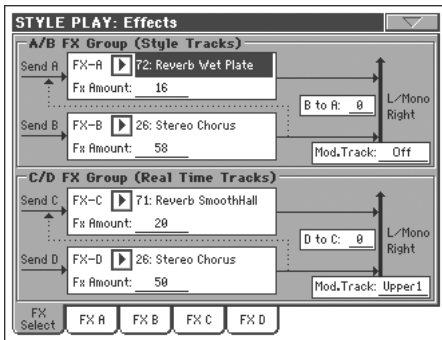 STYLE PLAY: Effects
A/B FX Group (Style Tracks)
Send A FX-A 72: Reverb Wet Plate
Fx Amount: 16
B to A: 0 L/Mono
Right
Send B FX-B 26: Stereo Chorus
Fx Amount: 58
Mod.Track: Off
C/D FX Group (Real Time Tracks)
Send C FX-C 71: Reverb SmoothHall
Fx Amount: 20
D to C: 0 L/Mono
Right
Send D FX-D 26: Stereo Chorus
Fx Amount: 50
Mod.Track: Upper1
FX Select FX A FX B FX C FX D